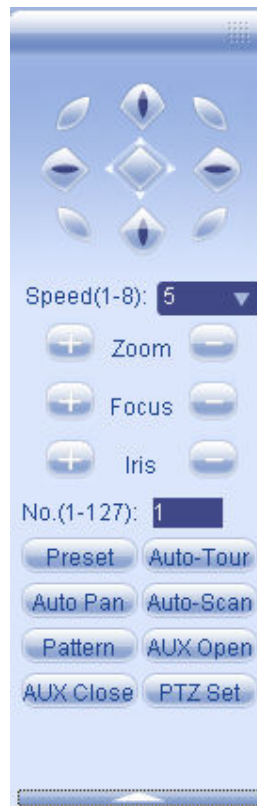 Speed(1-8): 5
+ Zoom −
+ Focus −
+ Iris −
No.(1-127): 1
Preset Auto-Tour
Auto Pan Auto-Scan
Pattern AUX Open
AUX Close PTZ Set